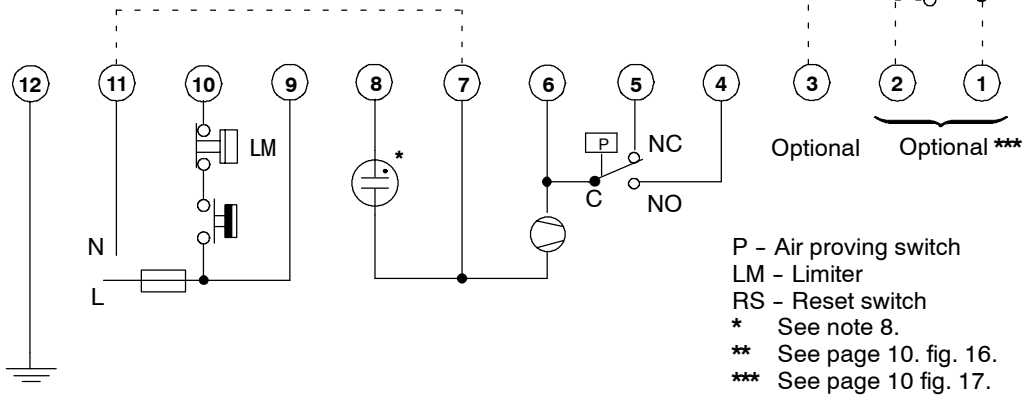 12 11 10 9 8 7 6 5 4 3 2 1
LM
*
P
NC
C
NO
Optional
Optional ***
N
L
P – Air proving switch
LM – Limiter
RS – Reset switch
* See note 8.
** See page 10. fig. 16.
*** See page 10 fig. 17.